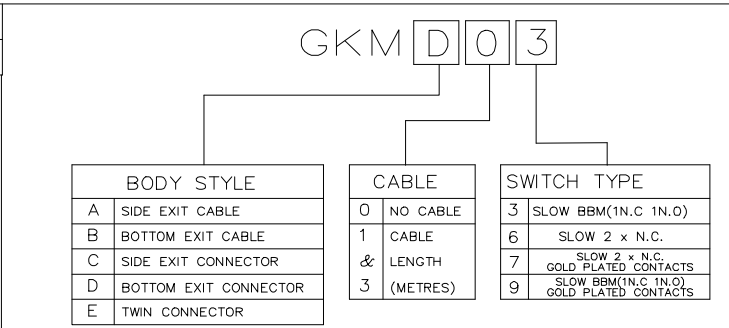 GKM D 0 3
BODY STYLE
A SIDE EXIT CABLE
B BOTTOM EXIT CABLE
C SIDE EXIT CONNECTOR
D BOTTOM EXIT CONNECTOR
E TWIN CONNECTOR
CABLE
0 NO CABLE
1 CABLE
& LENGTH
3 (METRES)
SWITCH TYPE
3 SLOW BBM(1N.C 1N.O)
6 SLOW 2 x N.C.
7 SLOW 2 x N.C.
GOLD PLATED CONTACTS
9 SLOW BBM(1N.C 1N.O)
GOLD PLATED CONTACTS